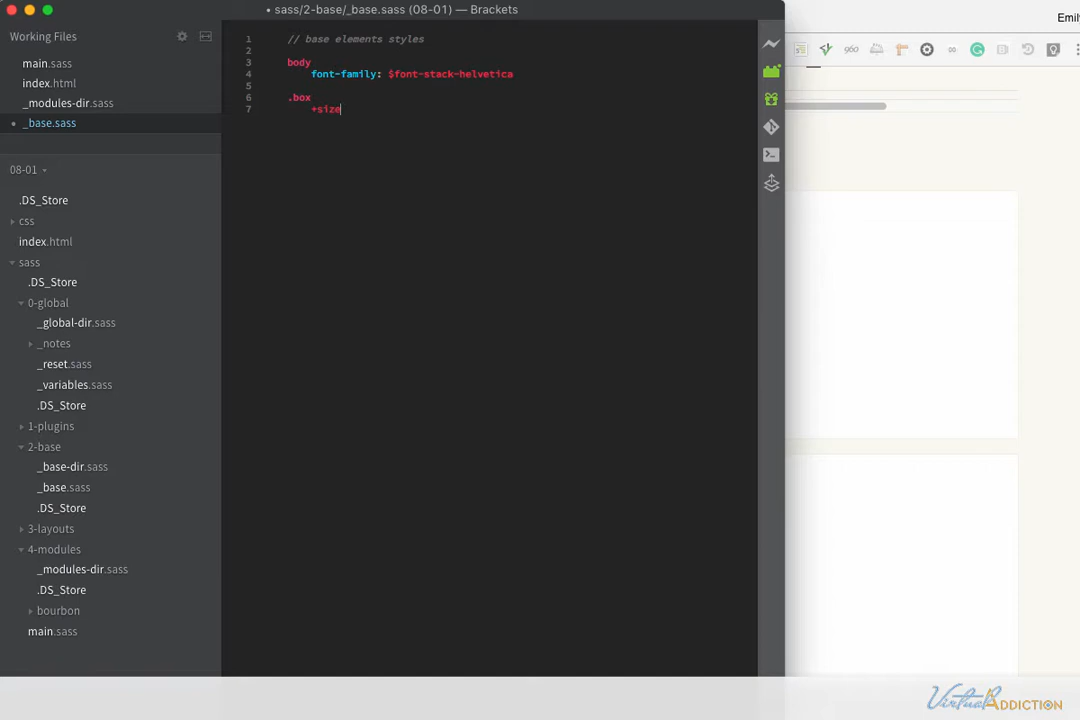 • sass/2-base/_base.sass (08-01) — Brackets
Emily
Working Files
main.sass
index.html
_modules-dir.sass
• _base.sass
08-01
.DS_Store
css
index.html
sass
.DS_Store
0-global
_global-dir.sass
_notes
_reset.sass
_variables.sass
.DS_Store
1-plugins
2-base
_base-dir.sass
_base.sass
.DS_Store
3-layouts
4-modules
_modules-dir.sass
.DS_Store
bourbon
main.sass
1 // base elements styles
2
3 body
4 font-family: $font-stack-helvetica
5
6 .box
7 +size
960
Virtual ADDICTION